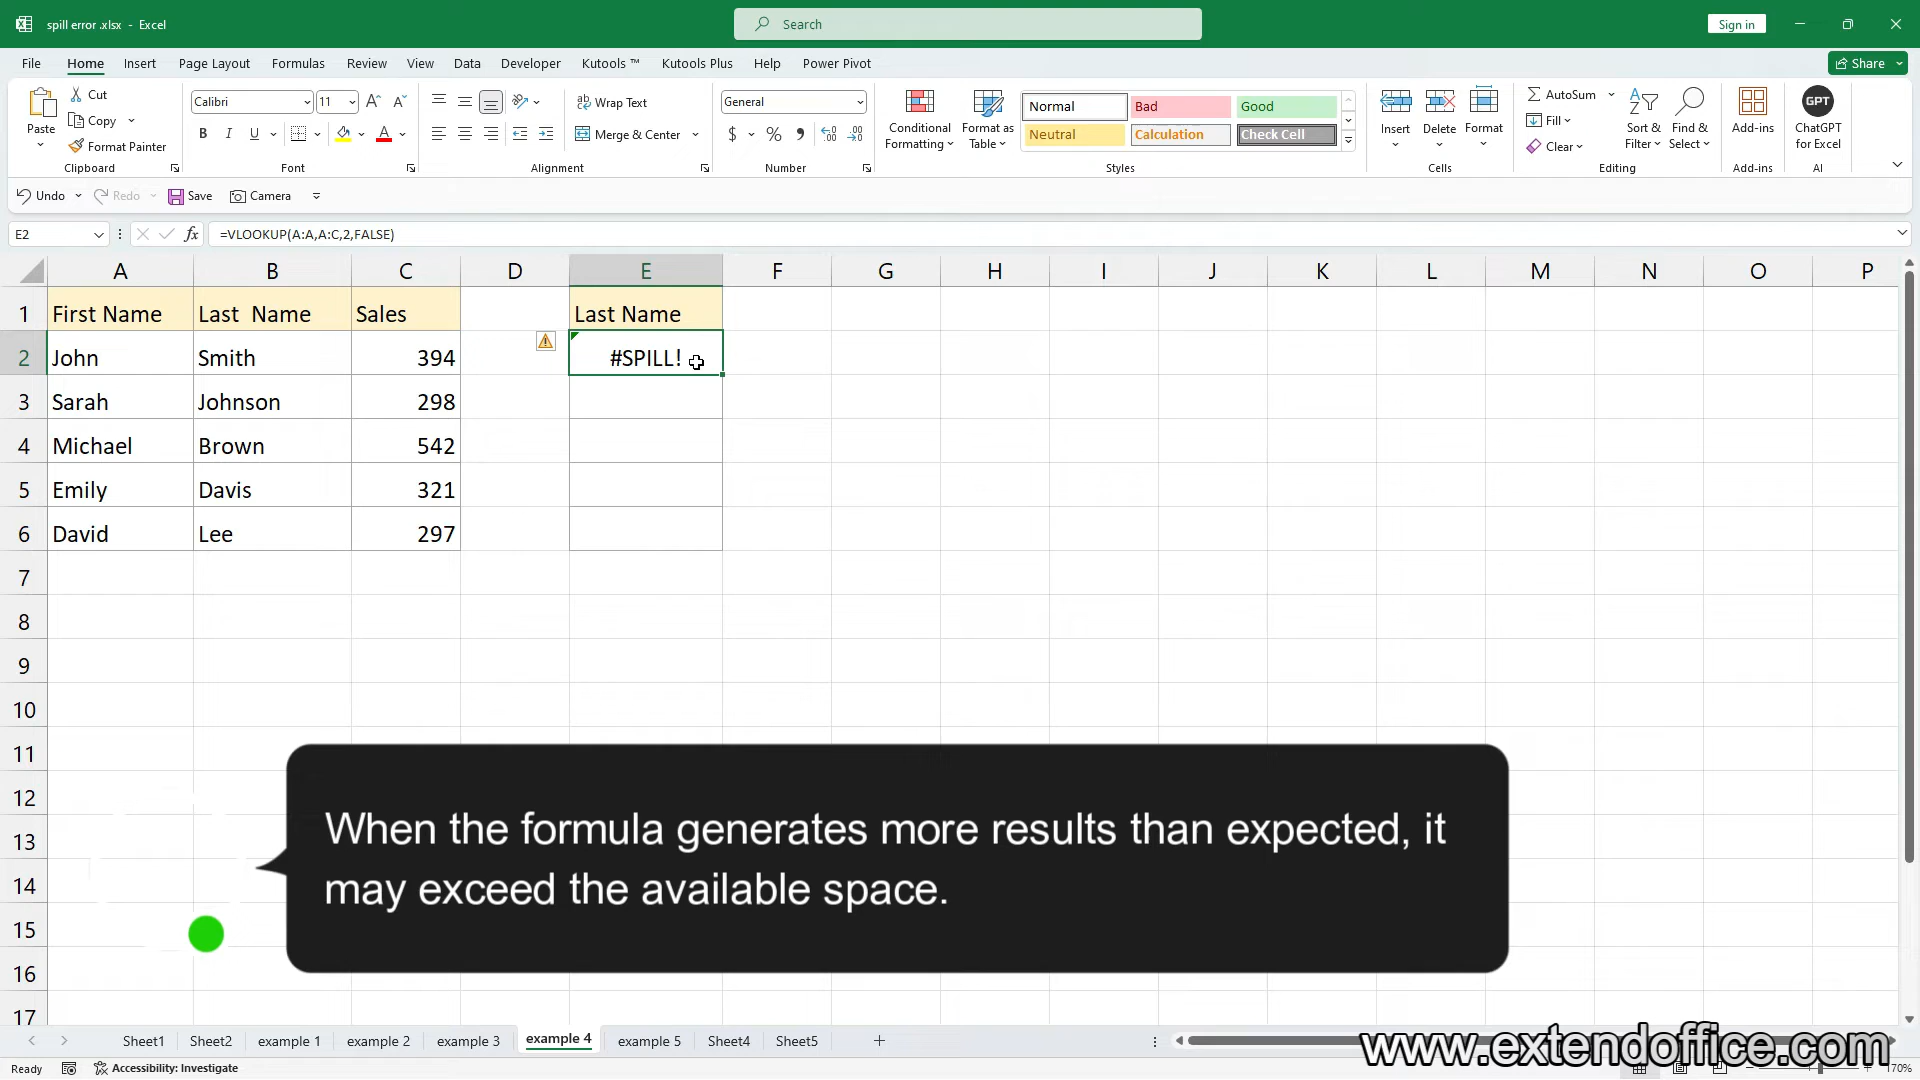 spill error .xlsx - Excel
Search
Sign in
File Home Insert Page Layout Formulas Review View Data Developer Kutools ™ Kutools Plus Help Power Pivot
Share
Paste
Cut
Copy
Format Painter
Clipboard
Calibri 11
B I U
Font
Wrap Text
Merge & Center
Alignment
General
$ % ,
Number
Conditional Formatting
Format as Table
Normal Bad Good
Neutral Calculation Check Cell
Styles
Insert Delete Format
Cells
AutoSum
Fill
Clear
Sort & Filter
Find & Select
Editing
Add-ins
Add-ins
GPT
ChatGPT for Excel
AI
Undo Redo Save Camera
E2 fx =VLOOKUP(A:A,A:C,2,FALSE)
A B C D E F G H I J K L M N O P
1 First Name Last  Name Sales Last Name
2 John Smith 394 #SPILL!
3 Sarah Johnson 298
4 Michael Brown 542
5 Emily Davis 321
6 David Lee 297
7
8
9
10
11
12
13
14
15
16
17
When the formula generates more results than expected, it
may exceed the available space.
Sheet1 Sheet2 example 1 example 2 example 3 example 4 example 5 Sheet4 Sheet5
www.extendoffice.com
Ready Accessibility: Investigate 170%